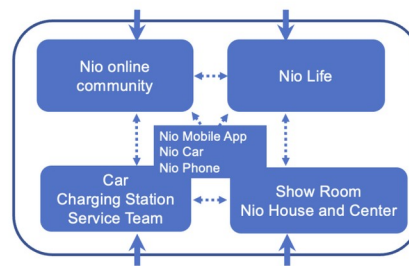 Nio online
community
Nio Life
Nio Mobile App
Nio Car
Nio Phone
Car
Charging Station
Service Team
Show Room
Nio House and Center